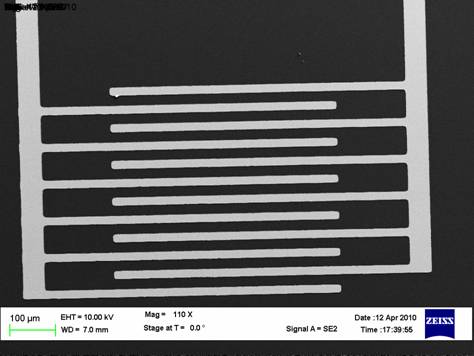 100 µm
EHT = 10.00 kV
WD = 7.0 mm
Mag = 110 X
Stage at T = 0.0 °
Signal A = SE2
Date :12 Apr 2010
Time :17:39:55
ZEISS